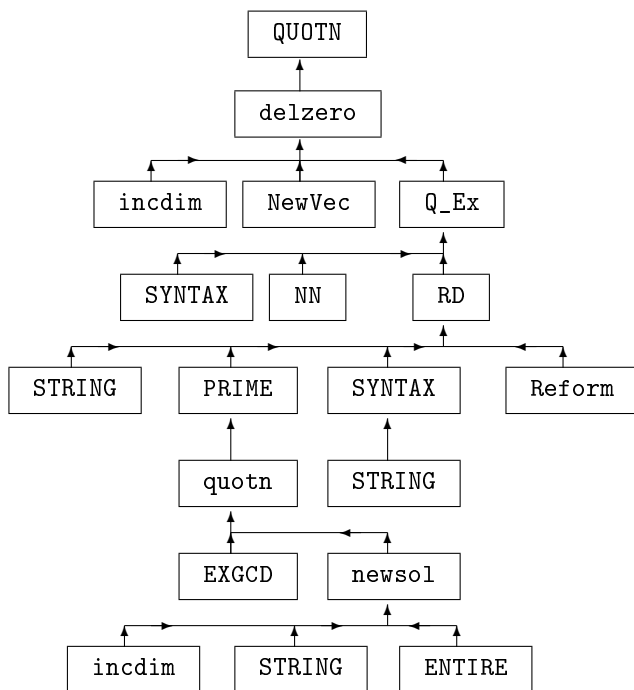 QUOTN
delzero
incdim NewVec Q_Ex
SYNTAX NN RD
STRING PRIME SYNTAX Reform
quotn STRING
EXGCD newsol
incdim STRING ENTIRE